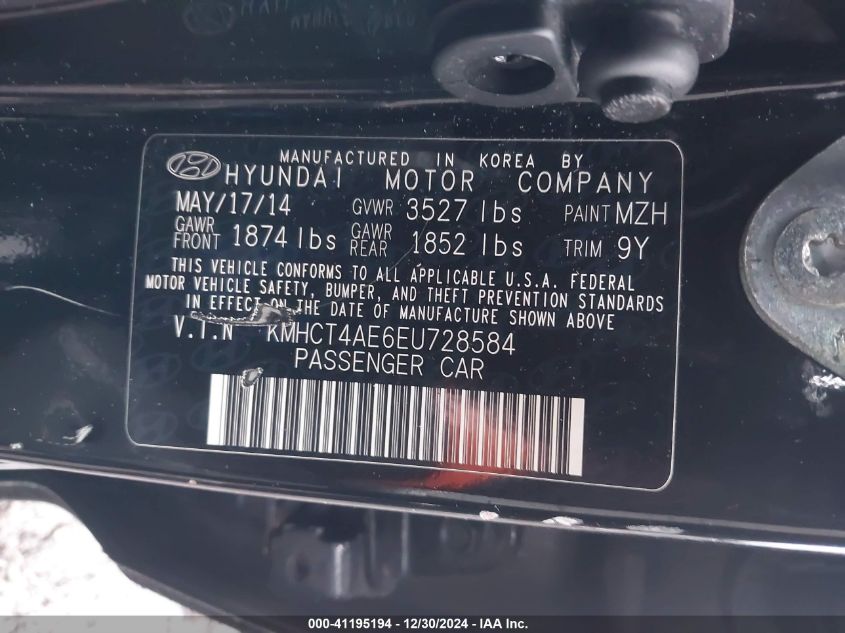 MANUFACTURED IN KOREA BY
HYUNDAI MOTOR COMPANY
MAY/17/14 GVWR 3527 lbs PAINT MZH
GAWR FRONT 1874 lbs GAWR REAR 1852 lbs TRIM 9Y
THIS VEHICLE CONFORMS TO ALL APPLICABLE U.S.A. FEDERAL
MOTOR VEHICLE SAFETY, BUMPER, AND THEFT PREVENTION STANDARDS
IN EFFECT ON THE DATE OF MANUFACTURE SHOWN ABOVE
V.I.N KMHCT4AE6EU728584
PASSENGER CAR
000-41195194 - 12/30/2024 - IAA Inc.